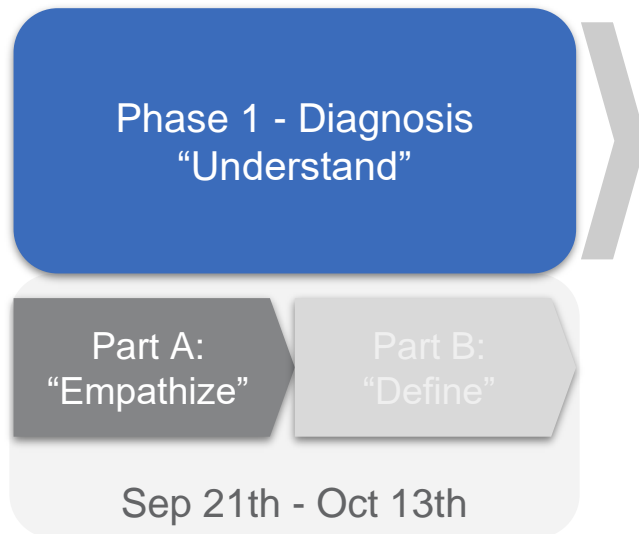 Phase 1 - Diagnosis
“Understand”
Part A:
“Empathize”
Part B:
“Define”
Sep 21th - Oct 13th